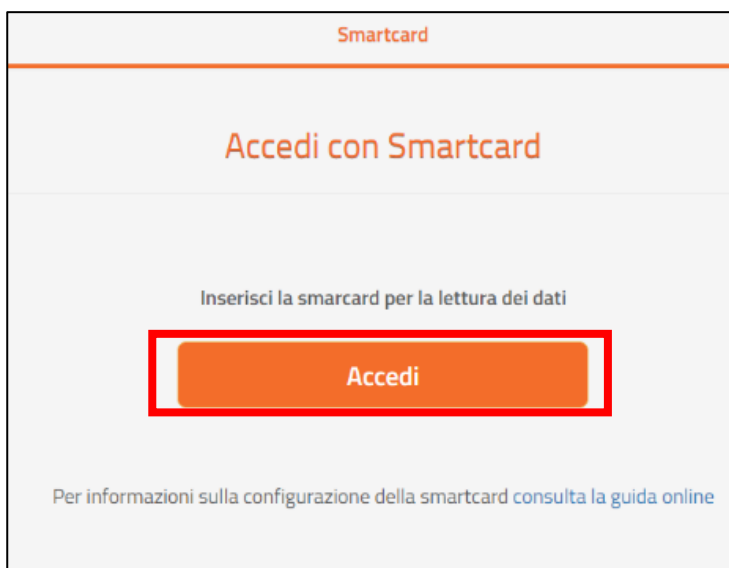 Smartcard
Accedi con Smartcard
Inserisci la smarcard per la lettura dei dati
Accedi
Per informazioni sulla configurazione della smartcard consulta la guida online